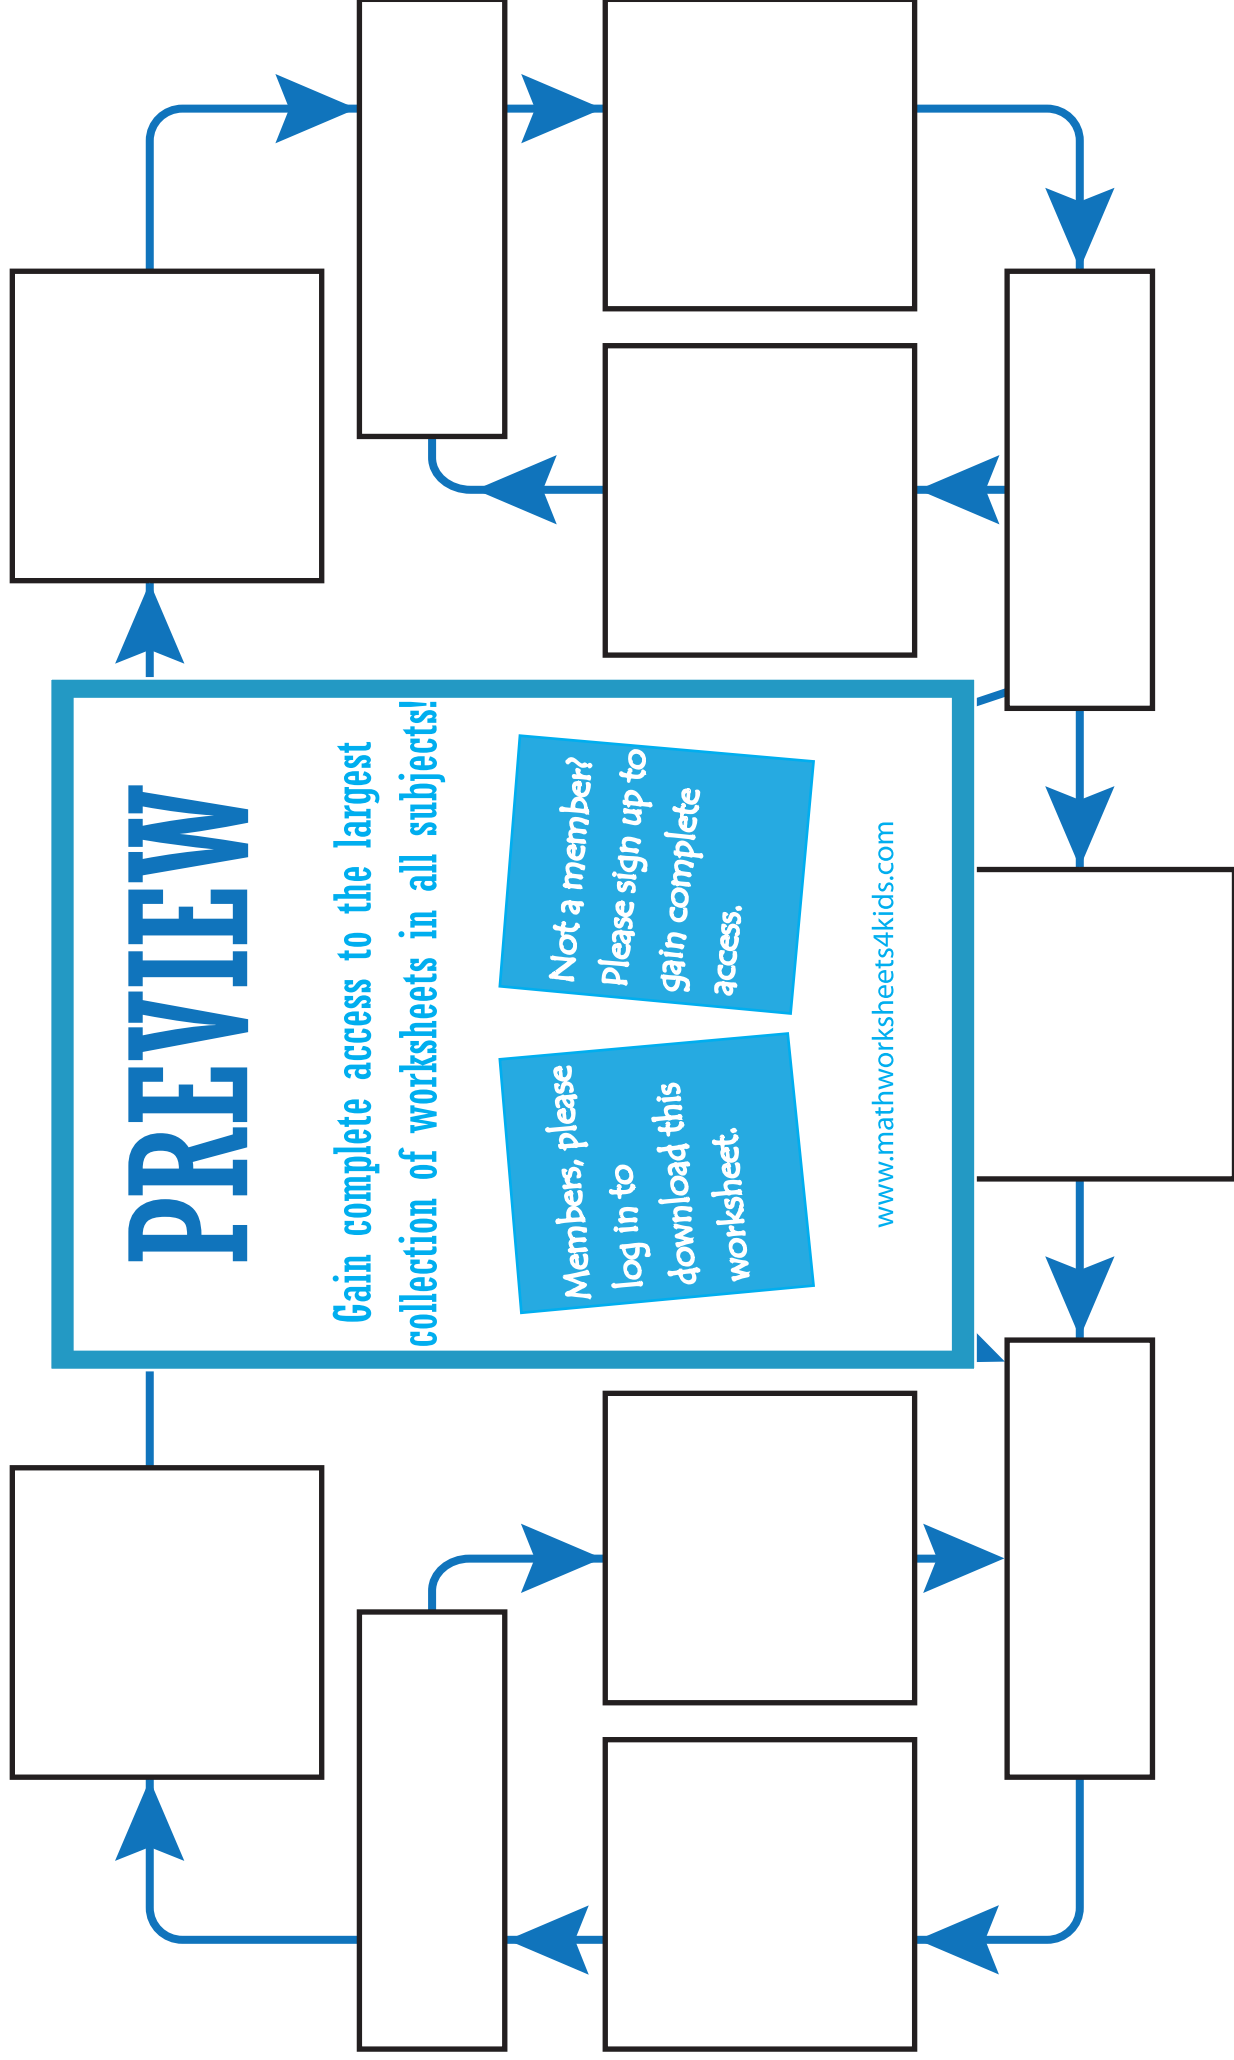 PREVIEW
Gain complete access to the largest
collection of worksheets in all subjects!
Members, please
log in to
download this
worksheet.
Not a member?
Please sign up to
gain complete
access.
www.mathworksheets4kids.com